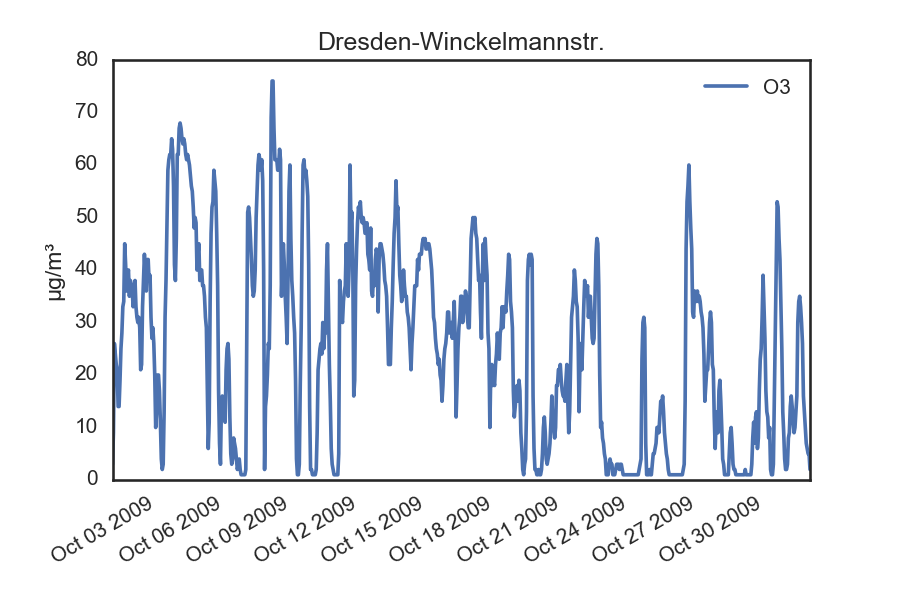 Dresden-Winckelmannstr.
80
70
60
50
40
30
20
10
0
µg/m³
O3
Oct 03 2009
Oct 06 2009
Oct 09 2009
Oct 12 2009
Oct 15 2009
Oct 18 2009
Oct 21 2009
Oct 24 2009
Oct 27 2009
Oct 30 2009